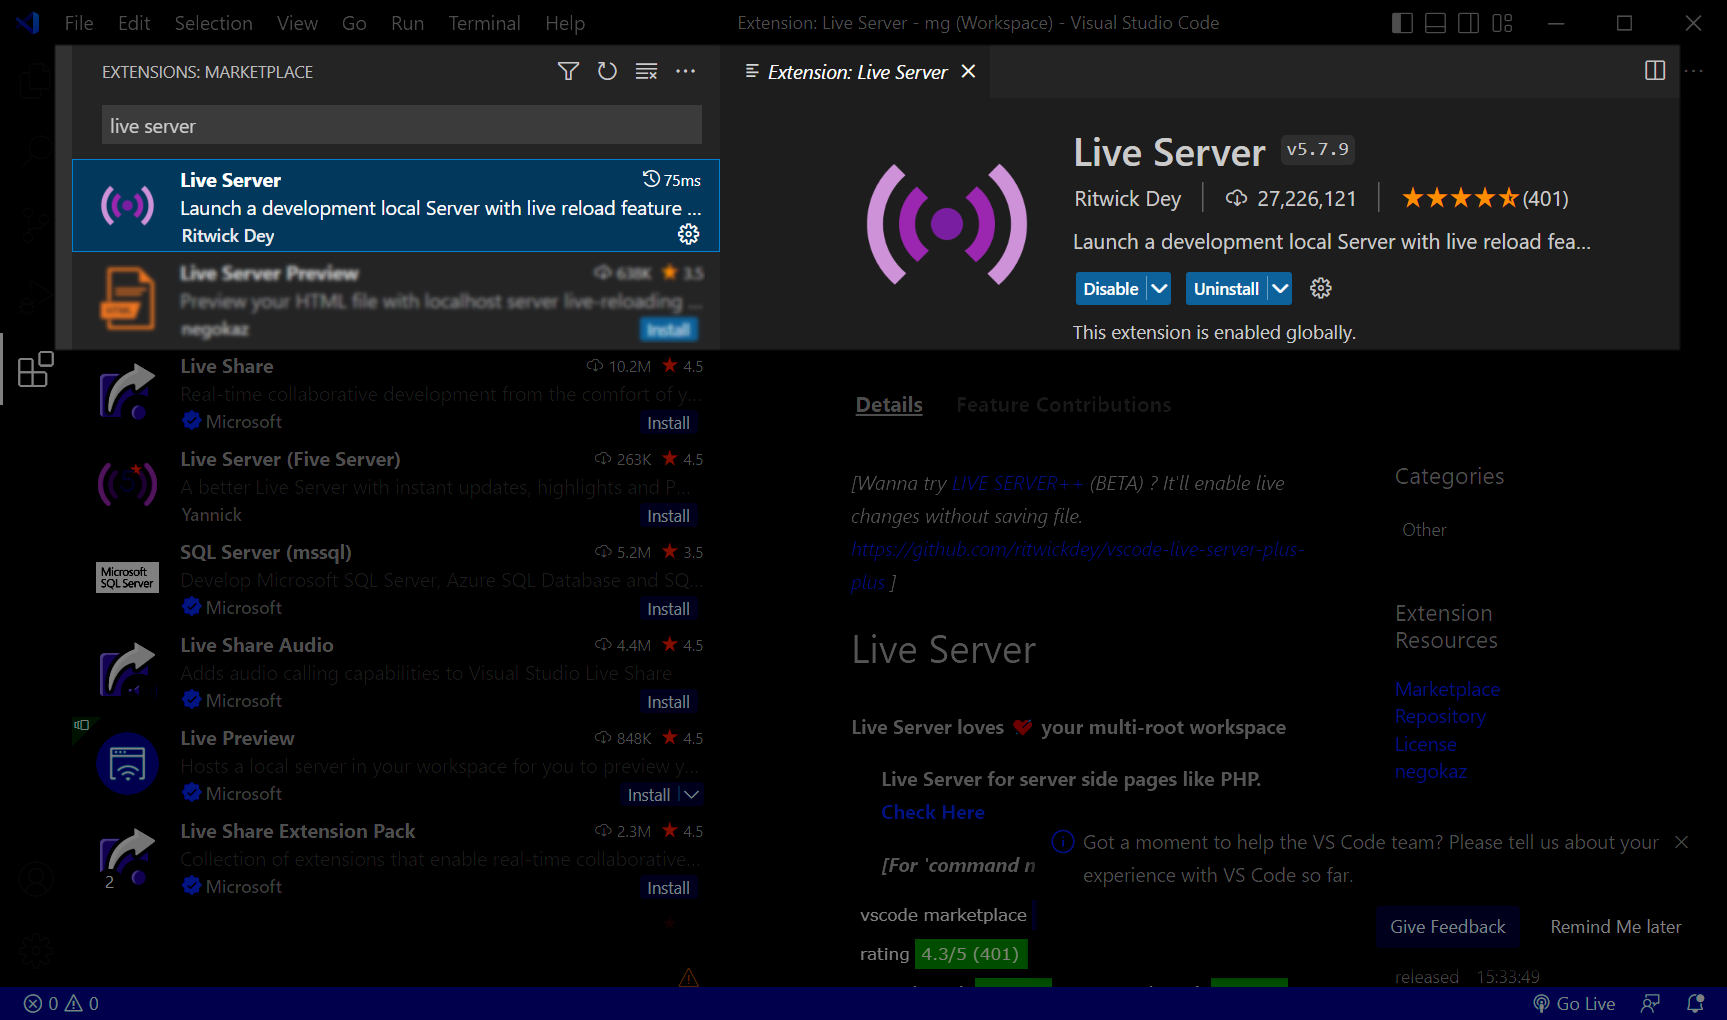 File Edit Selection View Go Run Terminal Help
Extension: Live Server - mg (Workspace) - Visual Studio Code
EXTENSIONS: MARKETPLACE
live server
Live Server 75ms
Launch a development local Server with live reload feature ...
Ritwick Dey
Live Server Preview 638K 3.5
Preview your HTML file with localhost server live-reloading ...
negokaz Install
HTML
Live Share 10.2M 4.5
Real-time collaborative development from the comfort of y...
Microsoft Install
Live Server (Five Server) 263K 4.5
A better Live Server with instant updates, highlights and P...
Yannick Install
SQL Server (mssql) 5.2M 3.5
Microsoft
SQL Server
Develop Microsoft SQL Server, Azure SQL Database and SQ...
Microsoft Install
Live Share Audio 4.4M 4.5
Adds audio calling capabilities to Visual Studio Live Share
Microsoft Install
Live Preview 848K 4.5
Hosts a local server in your workspace for you to preview y...
Microsoft Install
Live Share Extension Pack 2.3M 4.5
Collection of extensions that enable real-time collaborative...
2
Microsoft Install
Extension: Live Server
Live Server v5.7.9
Ritwick Dey 27,226,121 (401)
Launch a development local Server with live reload fea...
Disable Uninstall
This extension is enabled globally.
Details Feature Contributions
[Wanna try LIVE SERVER++ (BETA) ? It'll enable live
changes without saving file.
https://github.com/ritwickdey/vscode-live-server-plus-
plus ]
Live Server
Live Server loves your multi-root workspace
Live Server for server side pages like PHP.
Check Here
[For 'command n
vscode marketplace
rating 4.3/5 (401)
Categories
Other
Extension
Resources
Marketplace
Repository
License
negokaz
Got a moment to help the VS Code team? Please tell us about your
experience with VS Code so far.
Give Feedback Remind Me later
released 15:33:49
0 0
Go Live